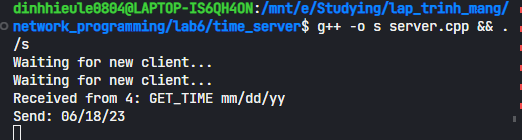 dinhhieule0804@LAPTOP-IS6QH4ON:/mnt/e/Studying/lap_trinh_mang/
network_programming/lab6/time_server$ g++ -o s server.cpp && .
/s
Waiting for new client...
Waiting for new client...
Received from 4: GET_TIME mm/dd/yy
Send: 06/18/23